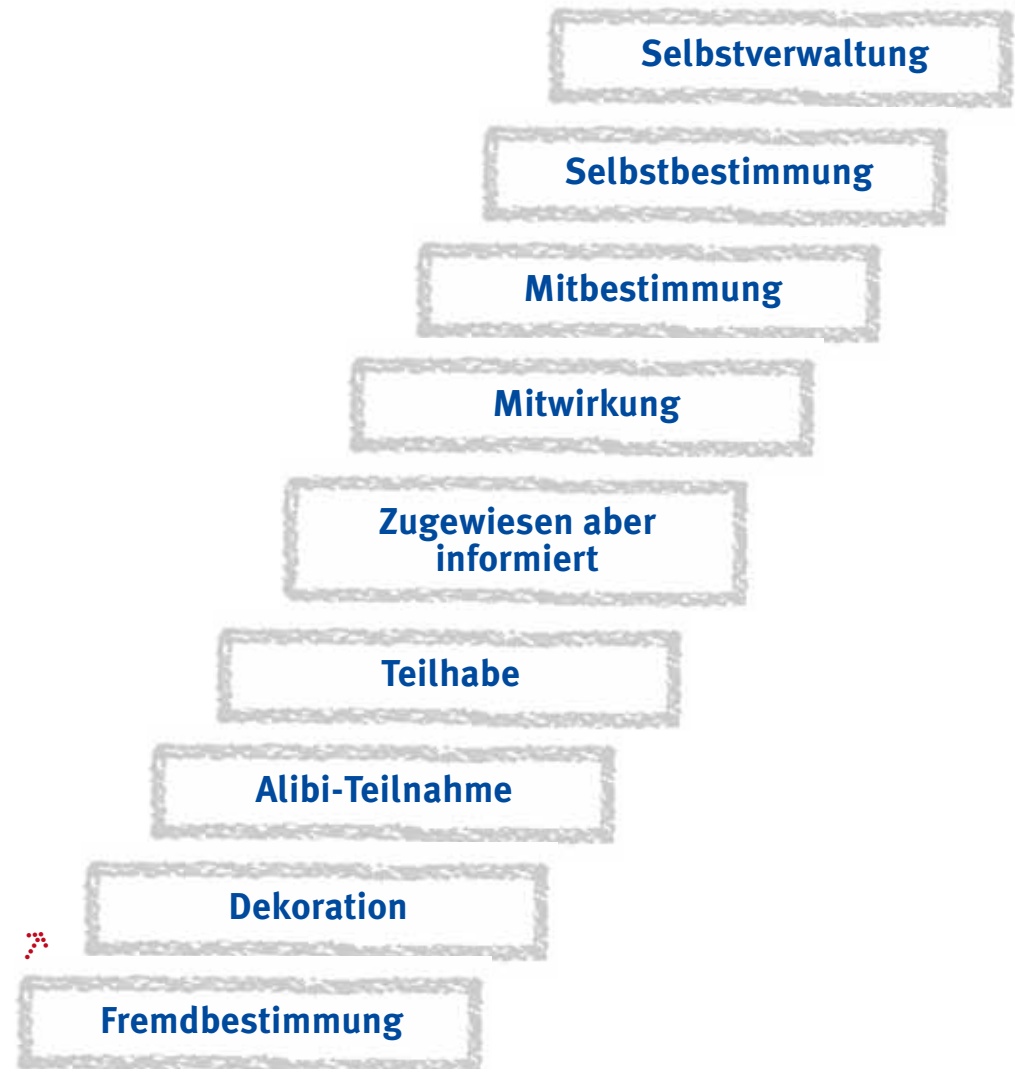 Selbstverwaltung
Selbstbestimmung
Mitbestimmung
Mitwirkung
Zugewiesen aber
informiert
Teilhabe
Alibi-Teilnahme
Dekoration
Fremdbestimmung